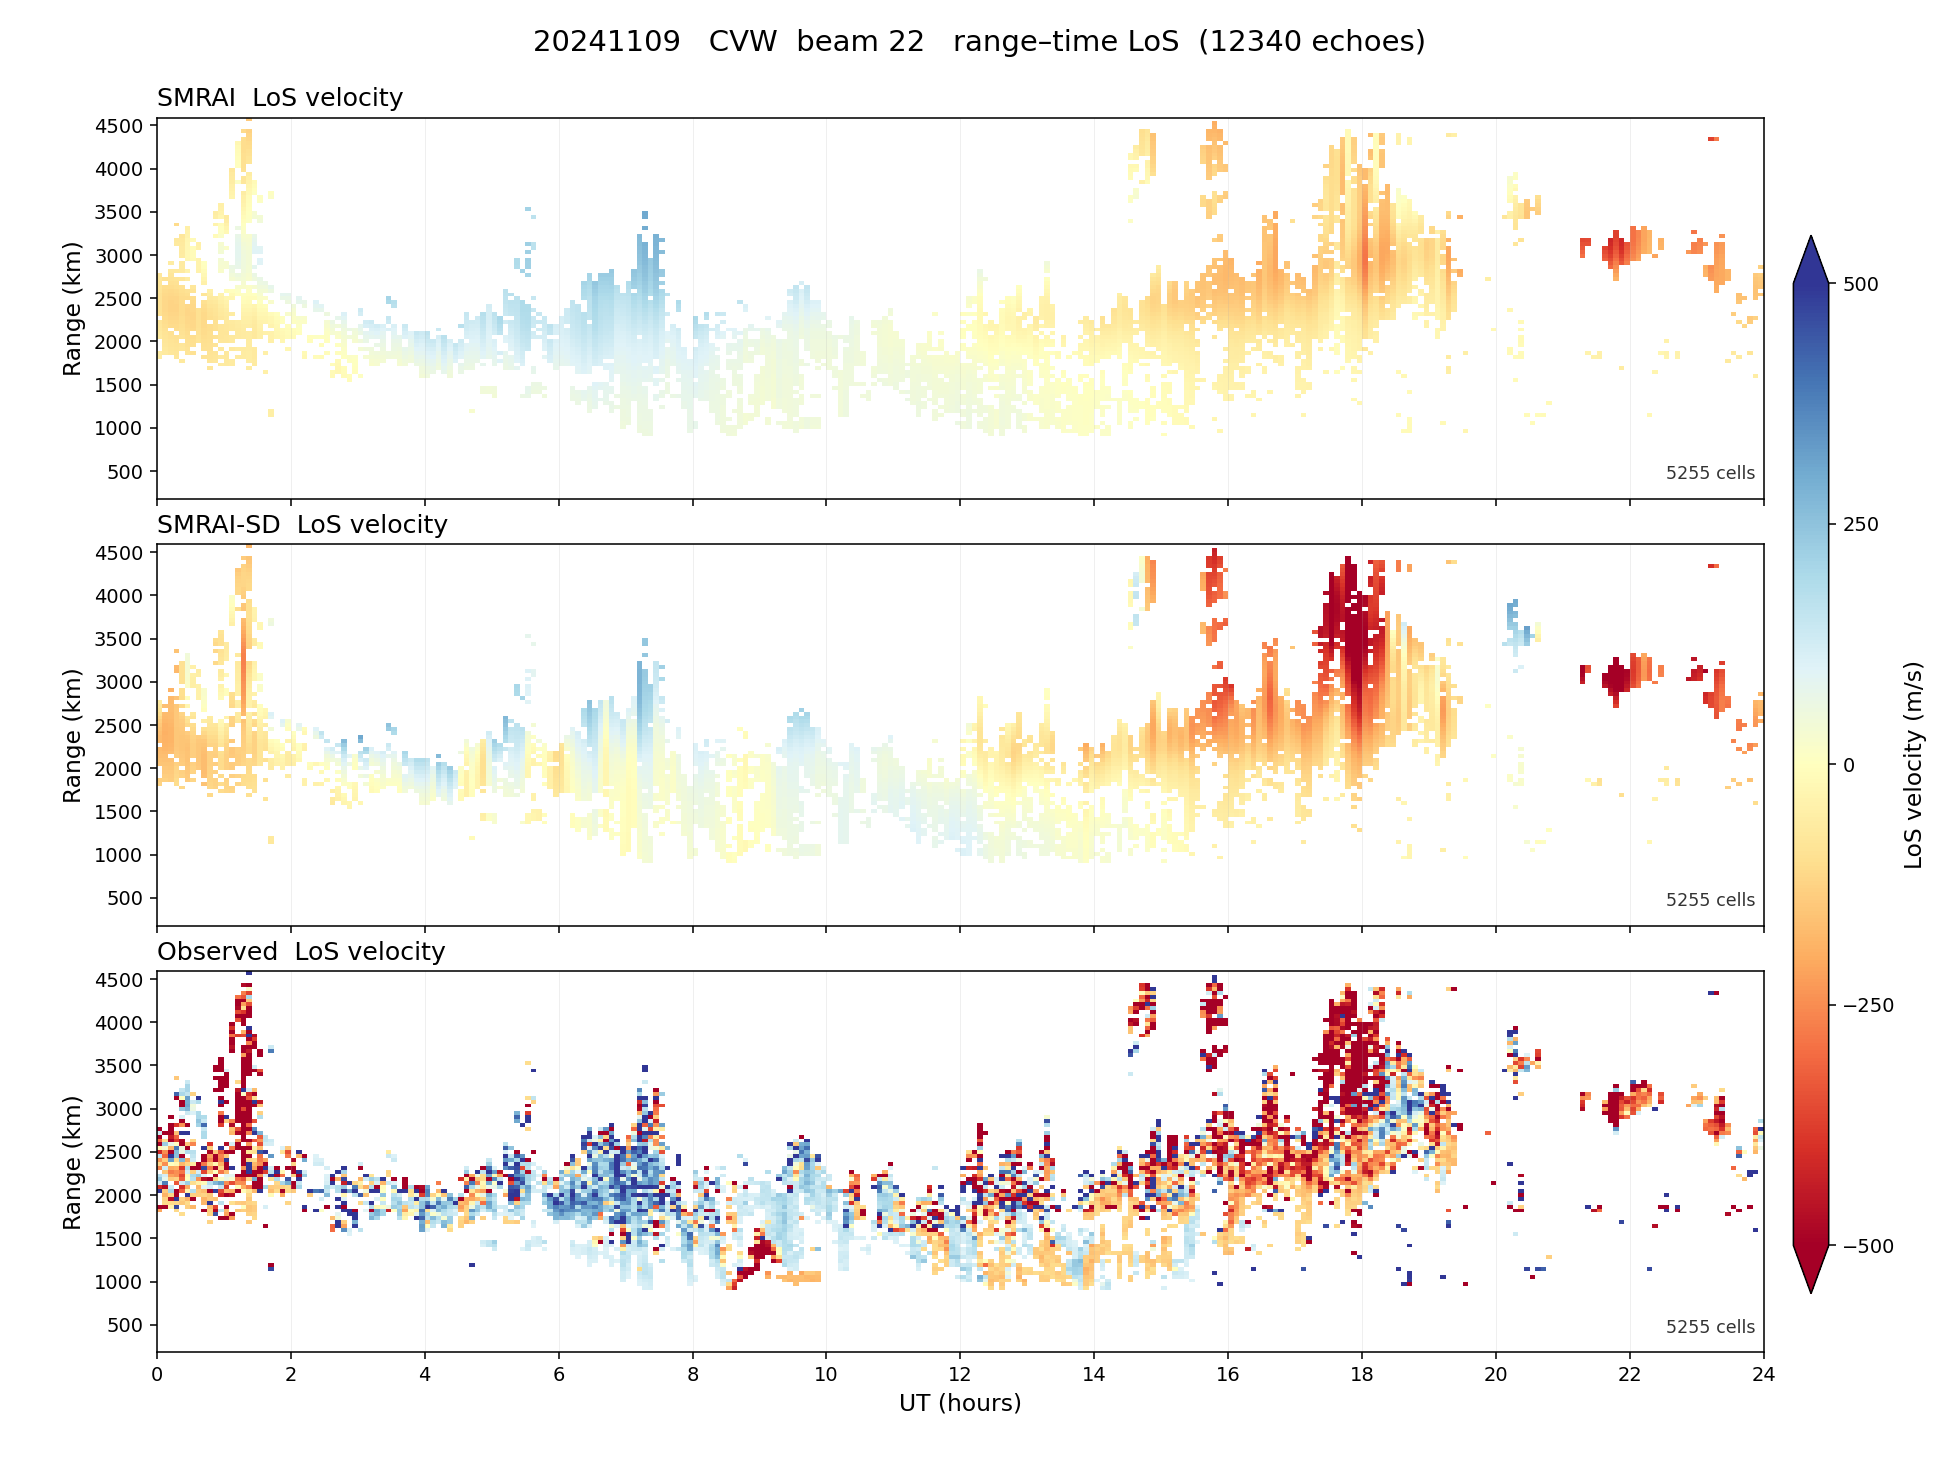 20241109   CVW  beam 22   range–time LoS  (12340 echoes)
SMRAI  LoS velocity
4500
4000
3500
3000
2500
2000
1500
1000
500
Range (km)
5255 cells
SMRAI-SD  LoS velocity
4500
4000
3500
3000
2500
2000
1500
1000
500
Range (km)
5255 cells
Observed  LoS velocity
4500
4000
3500
3000
2500
2000
1500
1000
500
Range (km)
5255 cells
0 2 4 6 8 10 12 14 16 18 20 22 24
UT (hours)
500
250
0
−250
−500
LoS velocity (m/s)